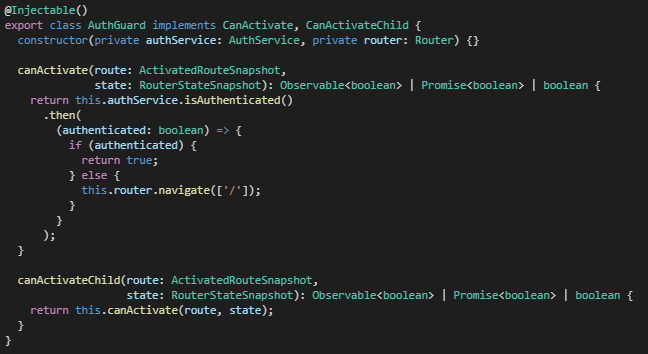 @Injectable()
export class AuthGuard implements CanActivate, CanActivateChild {
  constructor(private authService: AuthService, private router: Router) {}

  canActivate(route: ActivatedRouteSnapshot,
              state: RouterStateSnapshot): Observable<boolean> | Promise<boolean> | boolean {
    return this.authService.isAuthenticated()
      .then(
        (authenticated: boolean) => {
          if (authenticated) {
            return true;
          } else {
            this.router.navigate(['/']);
          }
        }
      );
  }

  canActivateChild(route: ActivatedRouteSnapshot,
                   state: RouterStateSnapshot): Observable<boolean> | Promise<boolean> | boolean {
    return this.canActivate(route, state);
  }
}